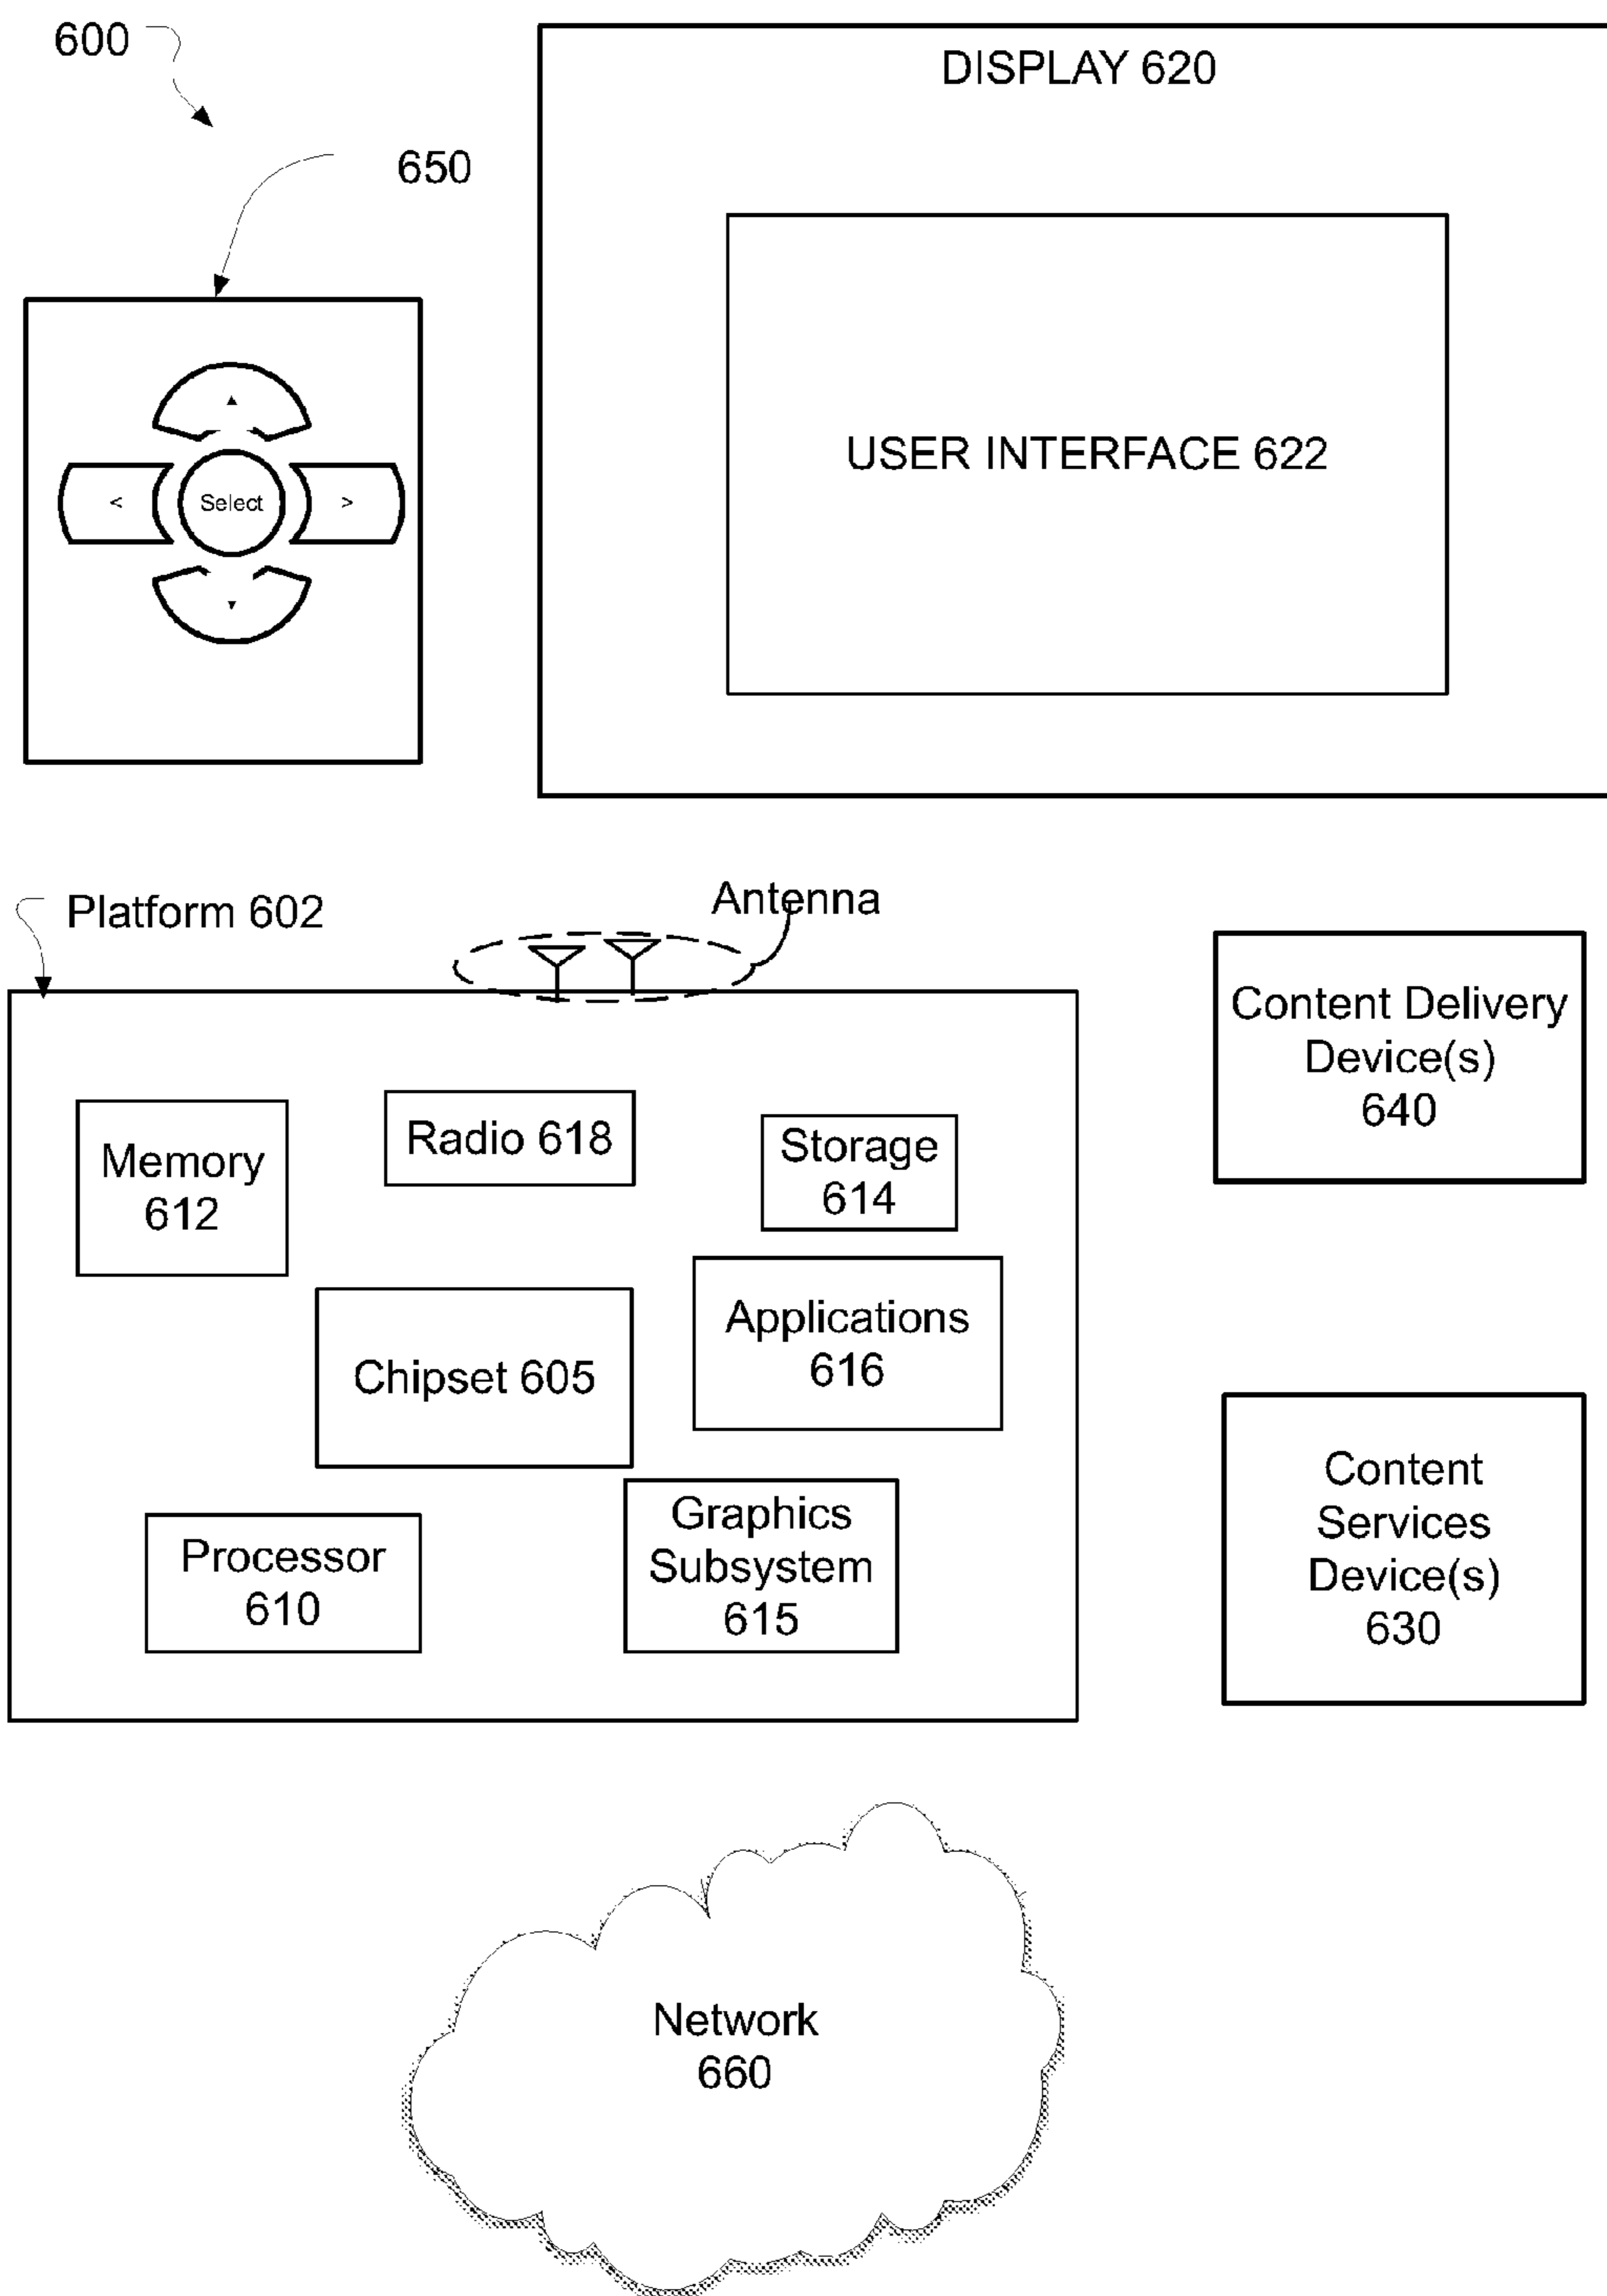 600
DISPLAY 620
650
USER INTERFACE 622
<
Select
>
Platform 602
Antenna
Content Delivery
Device(s)
640
Memory
612
Radio 618
Storage
614
Chipset 605
Applications
616
Content
Services
Device(s)
630
Processor
610
Graphics
Subsystem
615
Network
660